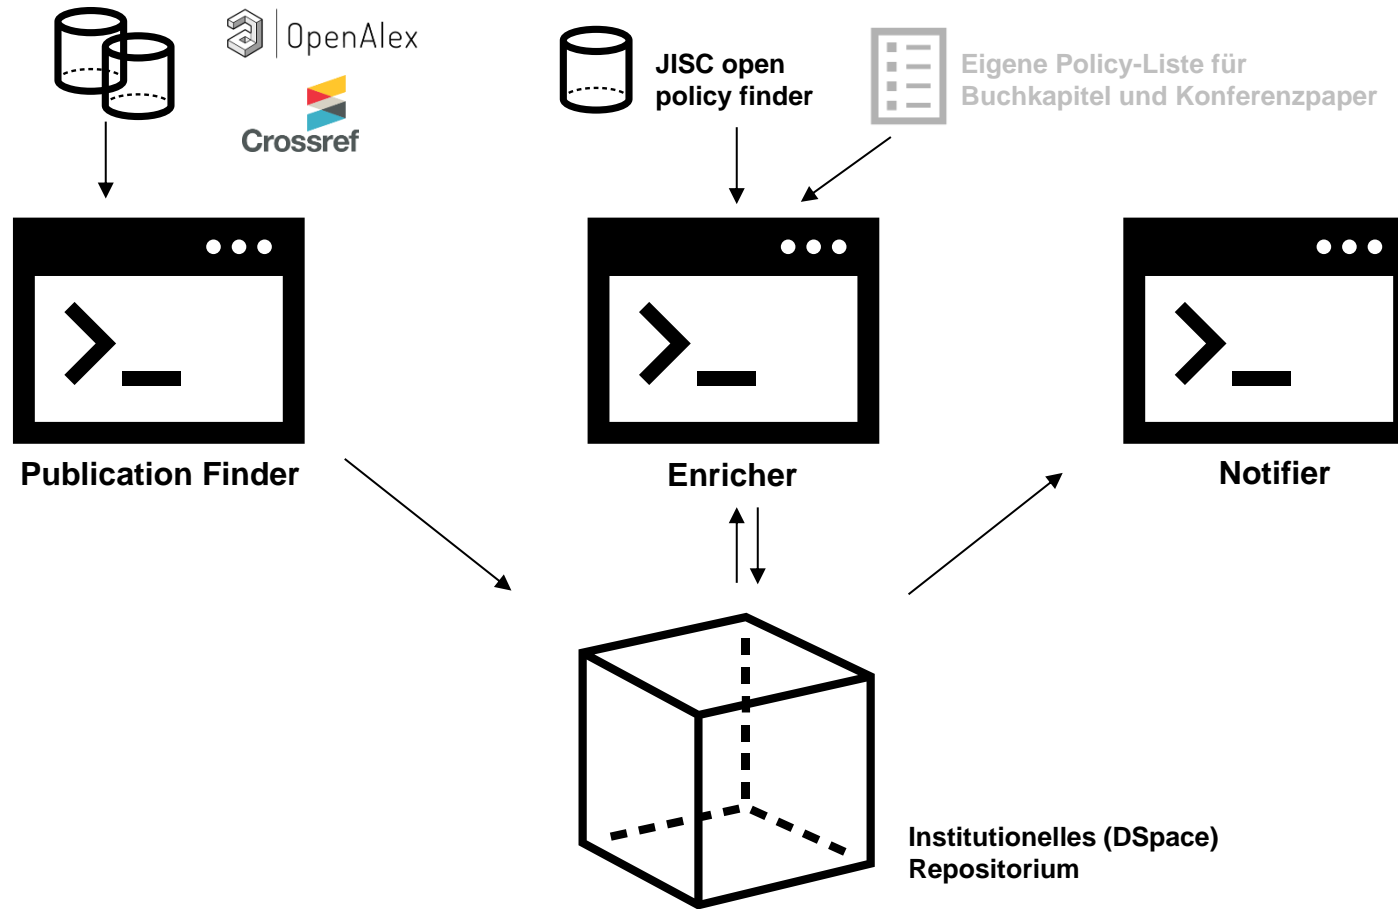 OpenAlex
Crossref
JISC open
policy finder
Eigene Policy-Liste für
Buchkapitel und Konferenzpaper
Publication Finder
Enricher
Notifier
Institutionelles (DSpace)
Repositorium